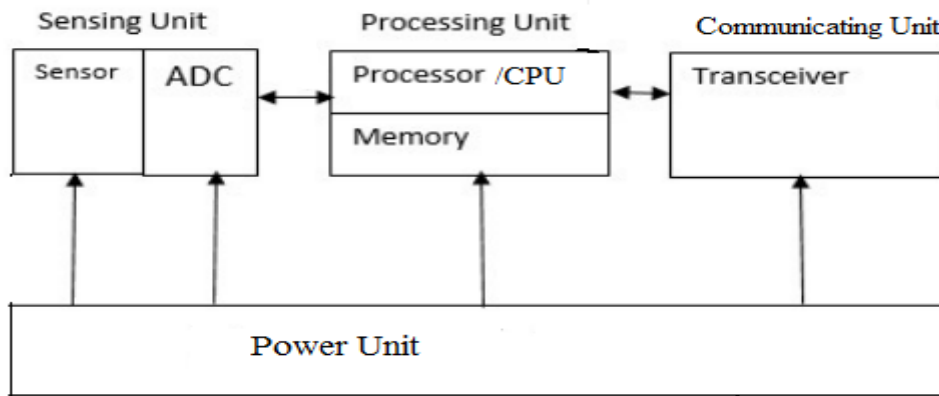 Sensing Unit
Processing Unit
Communicating Unit
Sensor
ADC
Processor /CPU
Memory
Transceiver
Power Unit